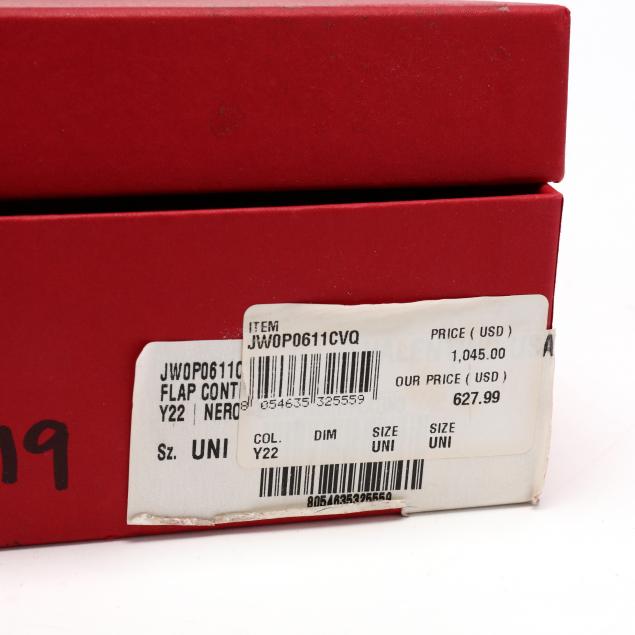 ITEM
JW0P0611CVQ
PRICE ( USD )
1,045.00
OUR PRICE ( USD )
627.99
8 054635 325559
COL. DIM SIZE SIZE
Y22 UNI UNI
JW0P0611C
FLAP CONT
Y22 | NERO
Sz. UNI
8054635325559
19